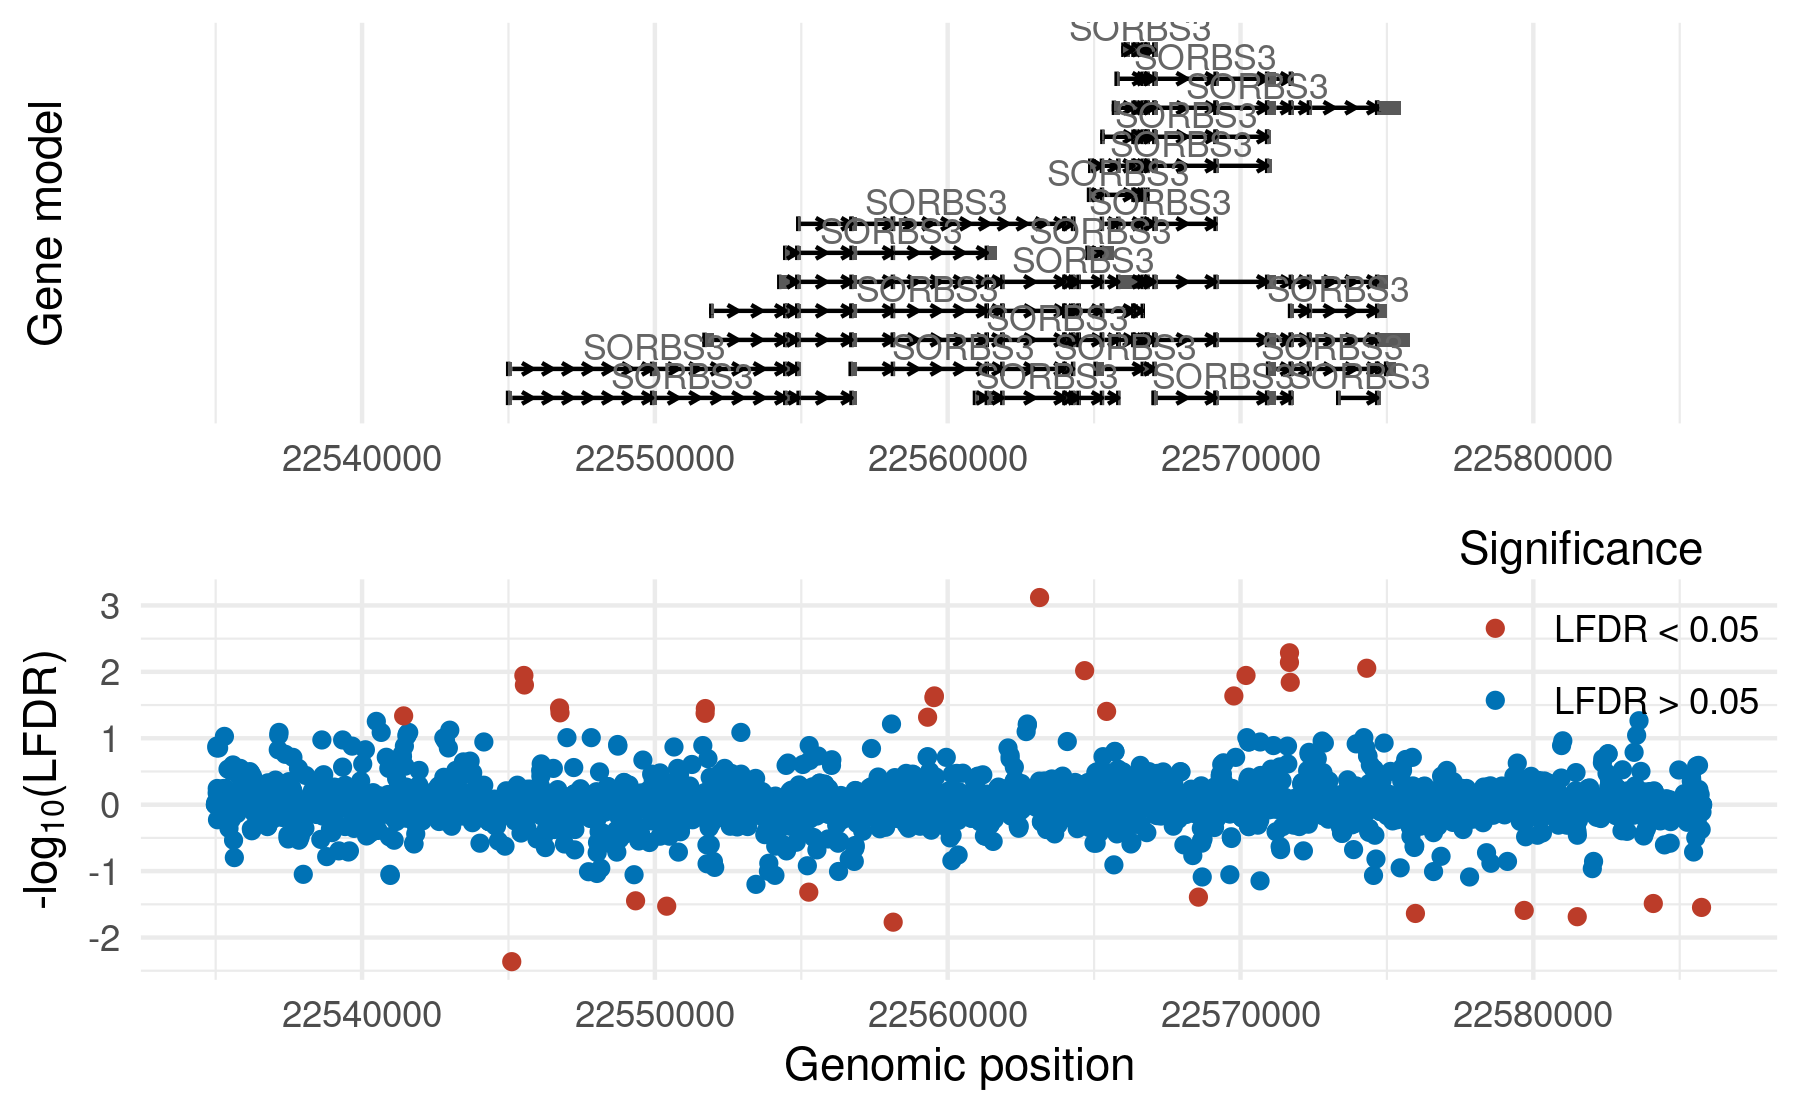 SORBS3
SORBS3
SORBS3
SORBS3
SORBS3
SORBS3
SORBS3 SORBS3
SORBS3 SORBS3
SORBS3
SORBS3 SORBS3
SORBS3
SORBS3 SORBS3 SORBS3 SORBS3
SORBS3 SORBS3 SORBS3 SORBS3
Gene model
22540000 22550000 22560000 22570000 22580000
Significance
LFDR < 0.05
LFDR > 0.05
3
2
1
0
-1
-2
-log10(LFDR)
22540000 22550000 22560000 22570000 22580000
Genomic position